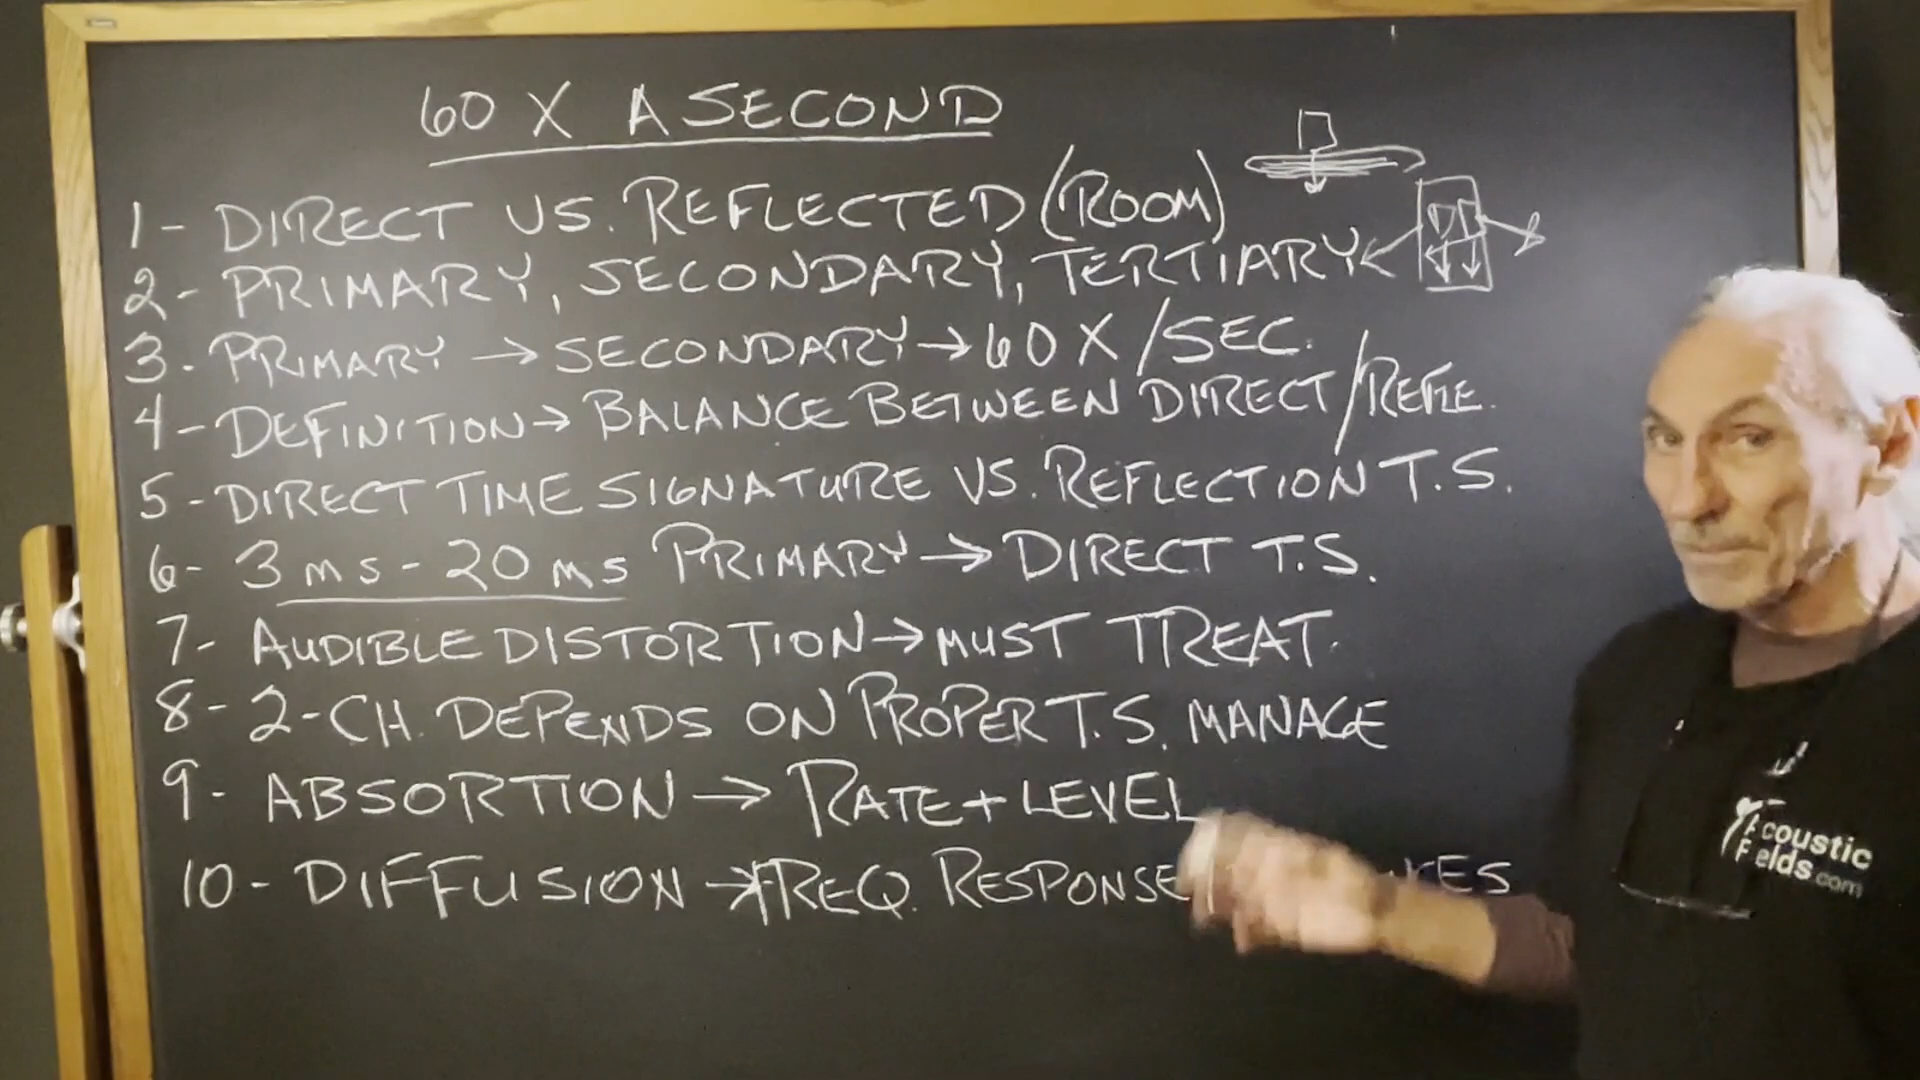 60 X A SECOND
1 - DIRECT VS. REFLECTED (ROOM)
2 - PRIMARY, SECONDARY, TERTIARY
3 - PRIMARY → SECONDARY → 60 X / SEC.
4 - DEFINITION → BALANCE BETWEEN DIRECT / REFLE.
5 - DIRECT TIME SIGNATURE VS. REFLECTION T.S.
6 - 3 ms - 20 ms PRIMARY → DIRECT T.S.
7 - AUDIBLE DISTORTION → MUST TREAT.
8 - 2-CH. DEPENDS ON PROPER T.S. MANAGE
9 - ABSORTION → RATE + LEVEL
10 - DIFFUSION → FREQ. RESPONSE
Acoustic
Fields.com